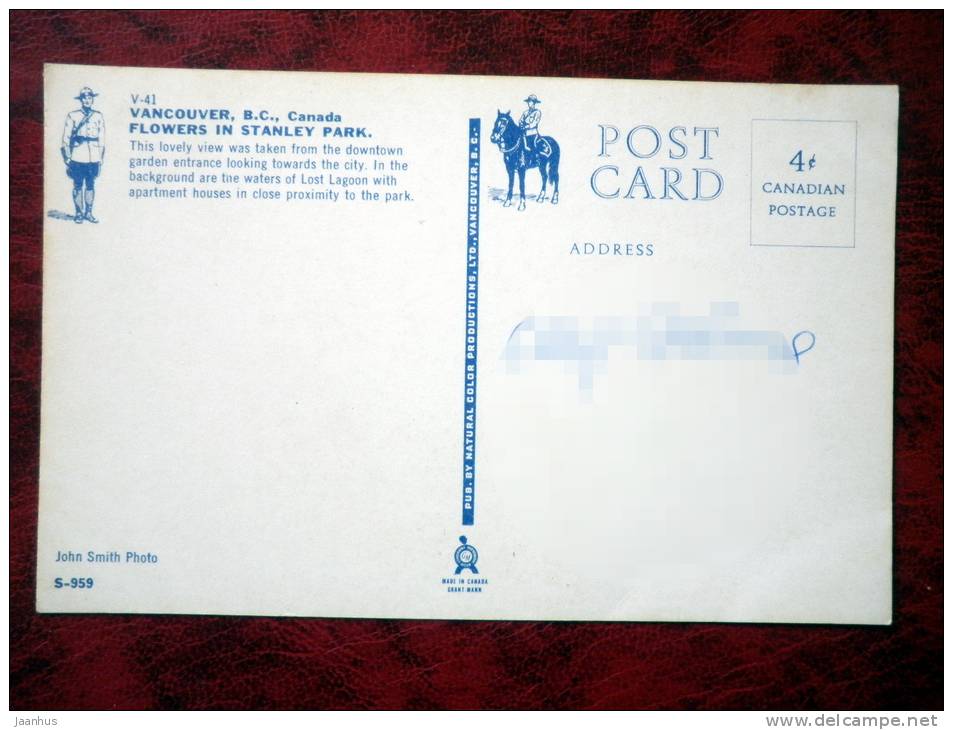 V-41
VANCOUVER, B.C., Canada
FLOWERS IN STANLEY PARK.
This lovely view was taken from the downtown
garden entrance looking towards the city. In the
background are the waters of Lost Lagoon with
apartment houses in close proximity to the park.
John Smith Photo
S-959
PUB. BY NATURAL COLOR PRODUCTIONS, LTD., VANCOUVER, B.C.
MADE IN CANADA
GRANT-MANN
POST
CARD
ADDRESS
4¢
CANADIAN
POSTAGE
jaanhus
www.delcampe.net